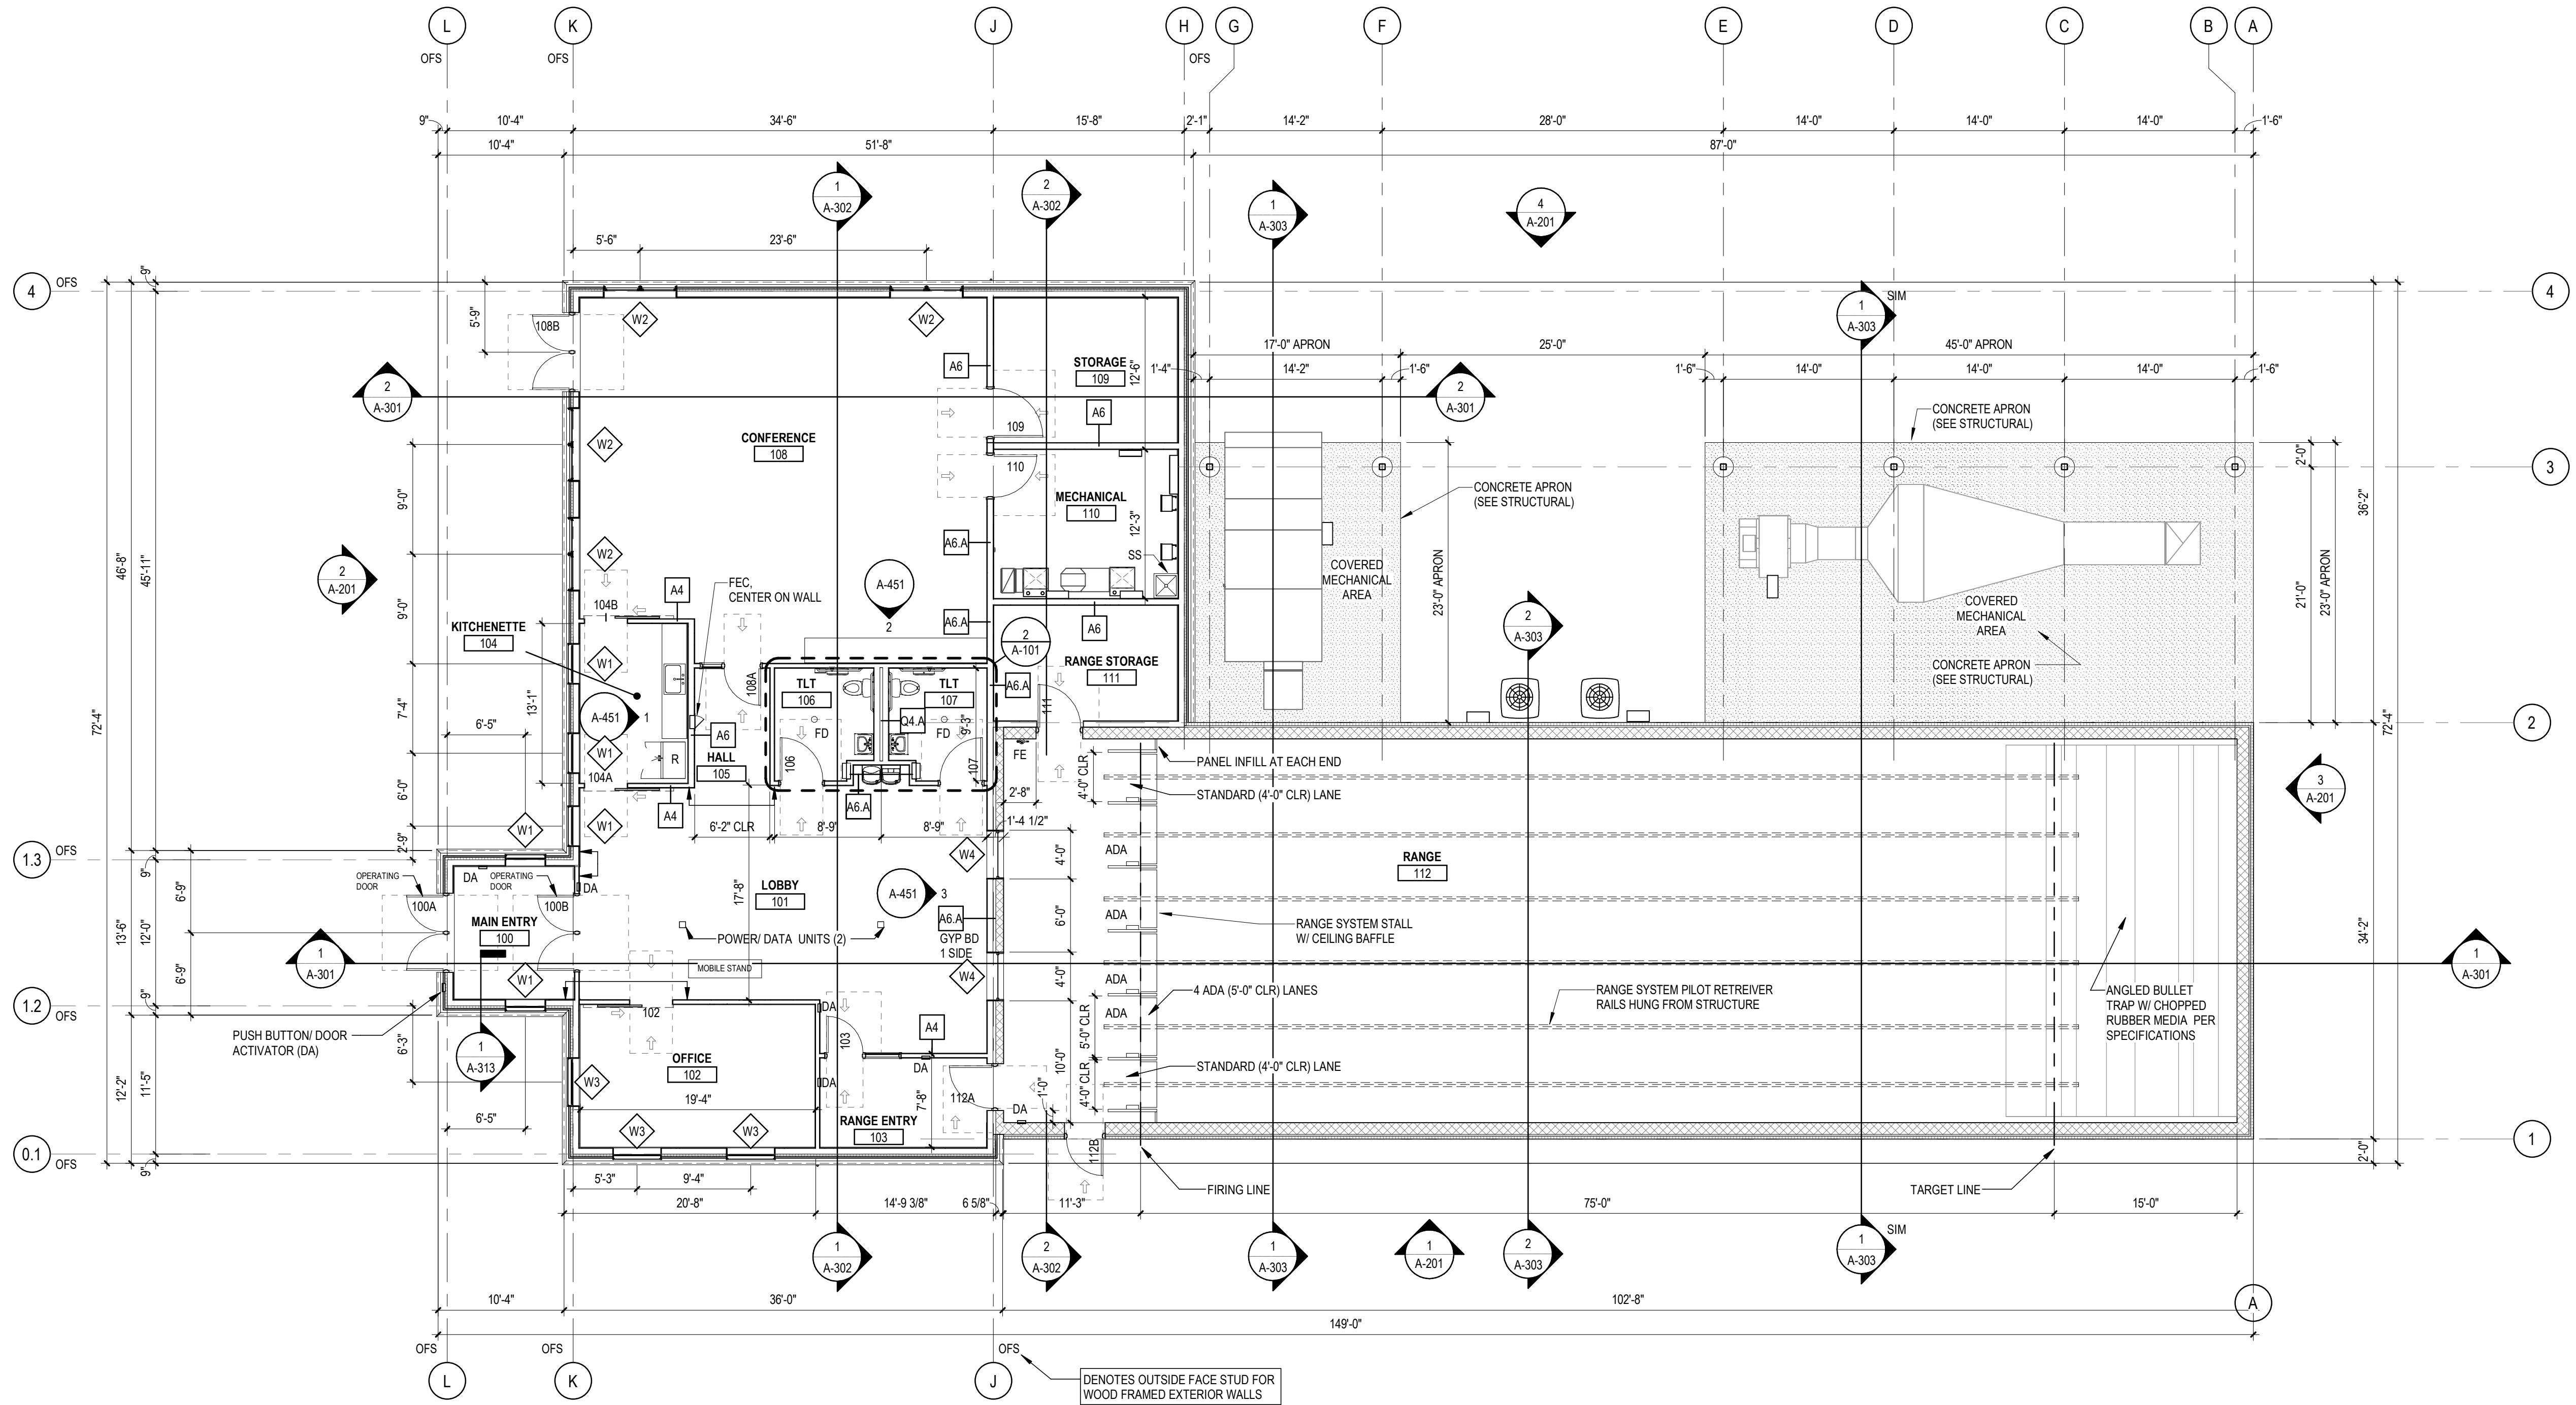 L
K
J
H
G
F
E
D
C
B
A
OFS
OFS
OFS
9"
10'-4"
34'-6"
15'-8"
2'-1"
14'-2"
28'-0"
14'-0"
14'-0"
14'-0"
1'-6"
10'-4"
51'-8"
87'-0"
1
A-302
2
A-302
1
A-303
4
A-201
5'-6"
23'-6"
4
OFS
9"
9"
5'-9"
108B
W2
W2
1
A-303
SIM
4
17'-0" APRON
25'-0"
45'-0" APRON
A6
STORAGE
109
12'-6"
1'-4"
14'-2"
1'-6"
1'-6"
14'-0"
14'-0"
14'-0"
1'-6"
2
A-301
2
A-301
A6
109
CONCRETE APRON
(SEE STRUCTURAL)
CONFERENCE
108
W2
110
3
2'-0"
9'-0"
MECHANICAL
110
12'-3"
CONCRETE APRON
(SEE STRUCTURAL)
36'-2"
46'-8"
45'-11"
W2
A6.A
SS
2
A-201
COVERED
MECHANICAL
AREA
23'-0" APRON
21'-0"
23'-0" APRON
FEC,
CENTER ON WALL
A-451
2
A4
104B
9'-0"
COVERED
MECHANICAL
AREA
KITCHENETTE
104
A6.A
A6
2
A-101
2
A-303
W1
RANGE STORAGE
111
CONCRETE APRON
(SEE STRUCTURAL)
108A
TLT
106
TLT
107
A6.A
111
72'-4"
6'-5"
7'-4"
13'-1"
A-451
1
A6
HALL
105
FD
Q4.A
FD
9'-3"
72'-4"
2
W1
104A
R
106
107
FE
PANEL INFILL AT EACH END
4'-0" CLR
STANDARD (4'-0" CLR) LANE
3
A-201
6'-0"
A4
A6.A
2'-8"
W1
W1
6'-2" CLR
8'-9"
8'-9"
1'-4 1/2"
2'-9"
1.3
OFS
9"
W4
4'-0"
ADA
RANGE
112
OPERATING
DOOR
DA
OPERATING
DOOR
DA
LOBBY
101
17'-8"
A-451
3
6'-9"
100A
100B
MAIN ENTRY
100
A6.A
GYP BD
1 SIDE
6'-0"
ADA
RANGE SYSTEM STALL
W/ CEILING BAFFLE
13'-6"
12'-0"
34'-2"
POWER/ DATA UNITS (2)
MOBILE STAND
1
A-301
W1
W4
4'-0"
ADA
1
A-301
6'-9"
9"
1.2
OFS
4 ADA (5'-0" CLR) LANES
RANGE SYSTEM PILOT RETREIVER
RAILS HUNG FROM STRUCTURE
ANGLED BULLET
TRAP W/ CHOPPED
RUBBER MEDIA PER
SPECIFICATIONS
102
DA
ADA
PUSH BUTTON/ DOOR
ACTIVATOR (DA)
6'-3"
1
A-313
103
A4
5'-0" CLR
OFFICE
102
DA
10'-0"
STANDARD (4'-0" CLR) LANE
12'-2"
11'-5"
W3
19'-4"
DA
7'-8"
112A
1'-0"
DA
4'-0" CLR
6'-5"
W3
W3
RANGE ENTRY
103
1
0.1
OFS
9"
112B
2'-0"
5'-3"
9'-4"
FIRING LINE
TARGET LINE
20'-8"
14'-9 3/8"
6 5/8"
11'-3"
75'-0"
15'-0"
1
A-302
2
A-302
1
A-303
1
A-201
2
A-303
1
A-303
SIM
10'-4"
36'-0"
102'-8"
A
149'-0"
OFS
OFS
OFS
L
K
J
DENOTES OUTSIDE FACE STUD FOR
WOOD FRAMED EXTERIOR WALLS